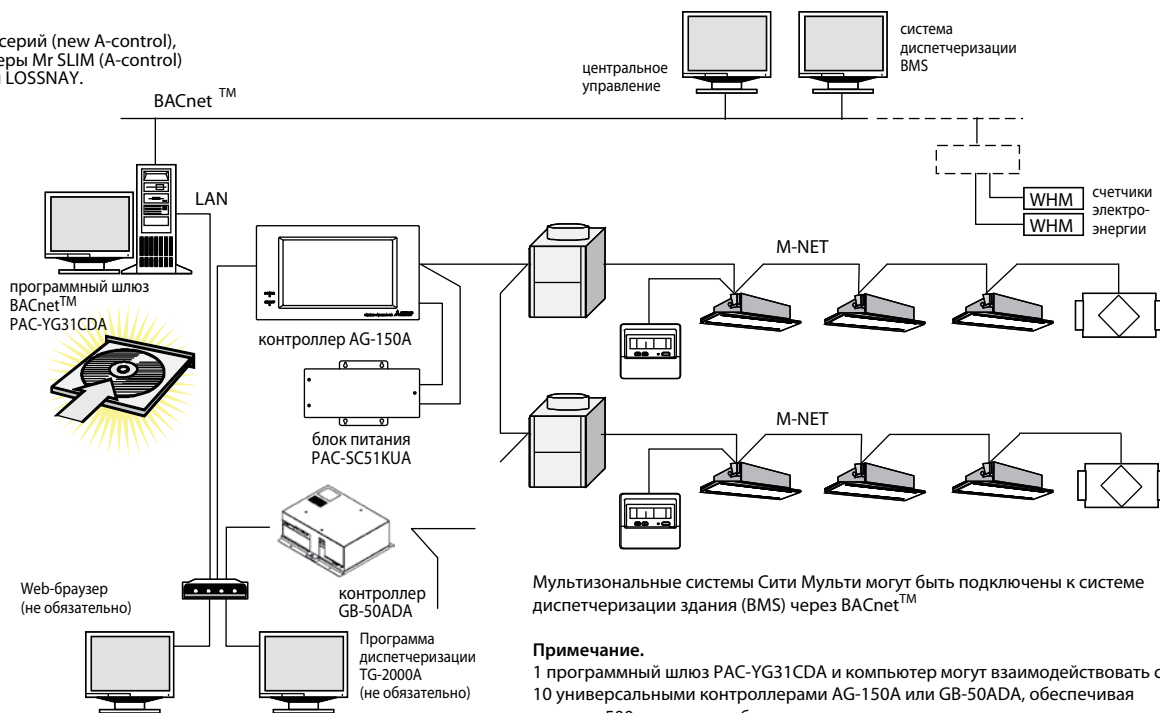 серий (new A-control),
еры Mr SLIM (A-control)
LOSSNAY.
BACnet TM
центральное
управление
система
диспетчеризации
BMS
LAN
WHM
WHM
счетчики
электро-
энергии
M-NET
программный шлюз
BACnetTM
PAC-YG31CDA
контроллер AG-150A
блок питания
PAC-SC51KUA
M-NET
Web-браузер
(не обязательно)
контроллер
GB-50ADA
Программа
диспетчеризации
TG-2000A
(не обязательно)
Мультизональные системы Сити Мульти могут быть подключены к системе
диспетчеризации здания (BMS) через BACnetTM
Примечание.
1 программный шлюз PAC-YG31CDA и компьютер могут взаимодействовать с
10 универсальными контроллерами AG-150A или GB-50ADA, обеспечивая